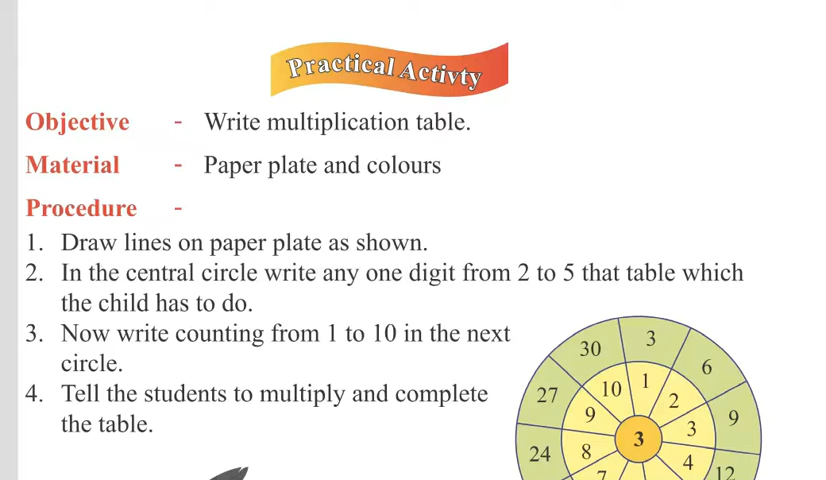 Practical Activty
Objective - Write multiplication table.
Material - Paper plate and colours
Procedure -
1. Draw lines on paper plate as shown.
2. In the central circle write any one digit from 2 to 5 that table which
the child has to do.
3. Now write counting from 1 to 10 in the next
circle.
4. Tell the students to multiply and complete
the table.
30 3 6
27 10 1 2 9
9 3 3
24 8 4 12
7